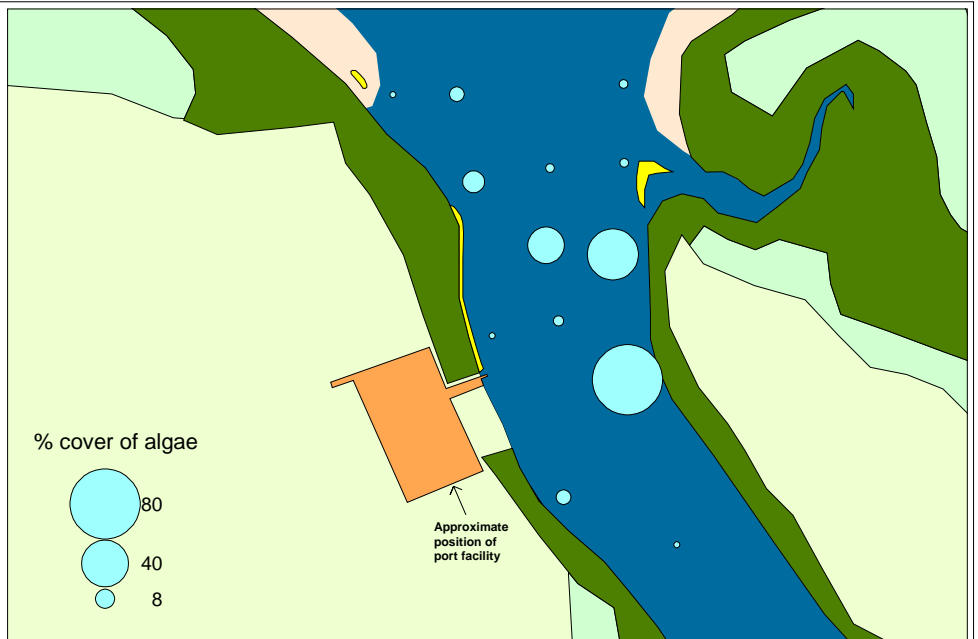 % cover of algae
80
40
8
Approximate
position of
port facility